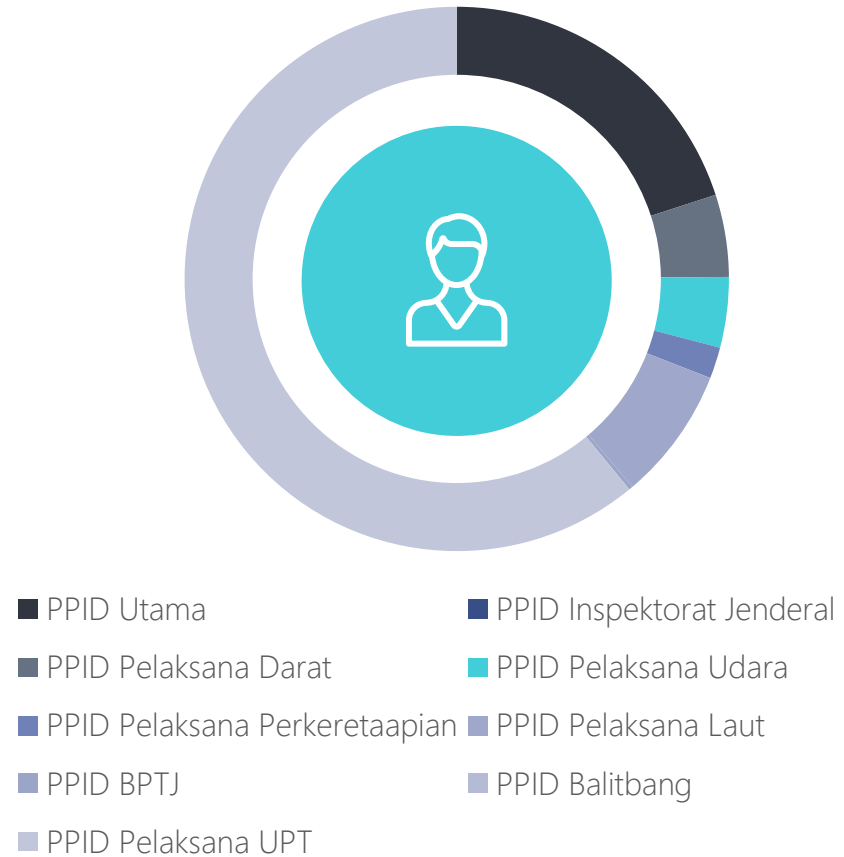 PPID Utama
PPID Inspektorat Jenderal
PPID Pelaksana Darat
PPID Pelaksana Udara
PPID Pelaksana Perkeretaapian
PPID Pelaksana Laut
PPID BPTJ
PPID Balitbang
PPID Pelaksana UPT